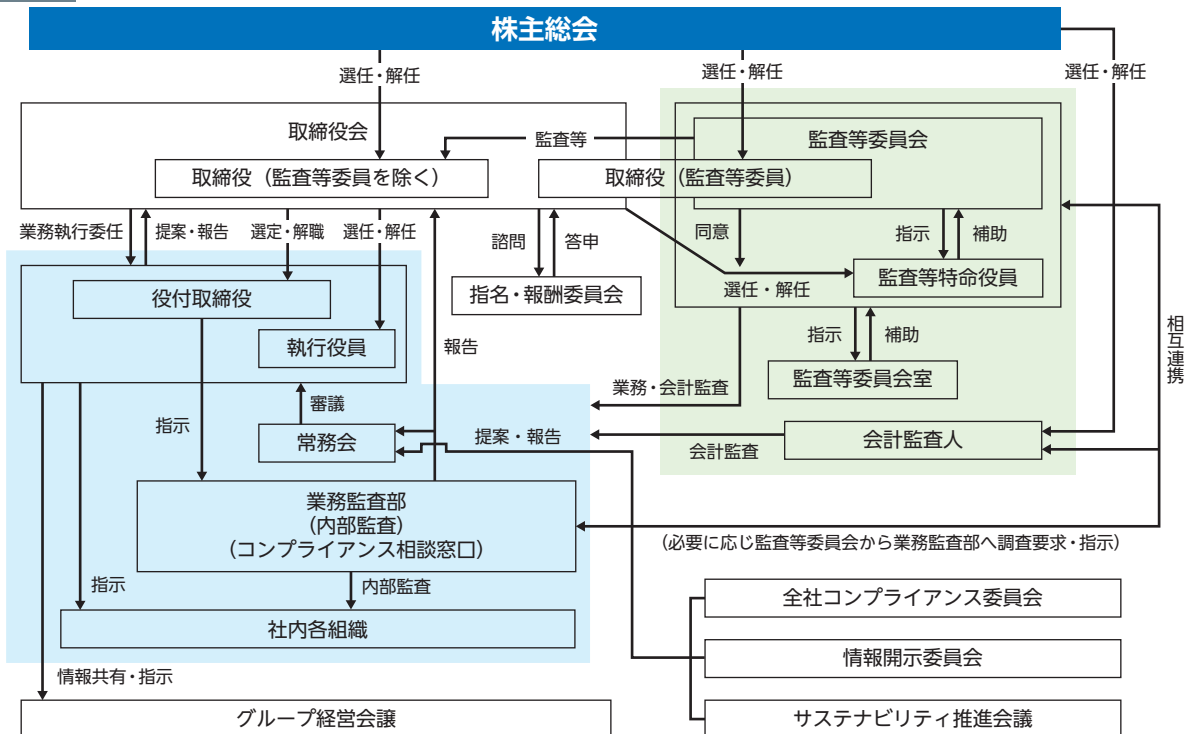 株主総会
選任・解任
選任・解任
選任・解任
取締役会
監査等
監査等委員会
取締役（監査等委員を除く）
取締役（監査等委員）
業務執行委任
提案・報告
選定・解職
選任・解任
諮問
答申
同意
指示
補助
役付取締役
指名・報酬委員会
選任・解任
監査等特命役員
執行役員
報告
指示
補助
相互連携
監査等委員会室
業務・会計監査
審議
指示
常務会
提案・報告
会計監査
会計監査人
業務監査部
（内部監査）
（コンプライアンス相談窓口）
（必要に応じ監査等委員会から業務監査部へ調査要求・指示）
指示
内部監査
全社コンプライアンス委員会
社内各組織
情報開示委員会
情報共有・指示
グループ経営会譲
サステナビリティ推進会議